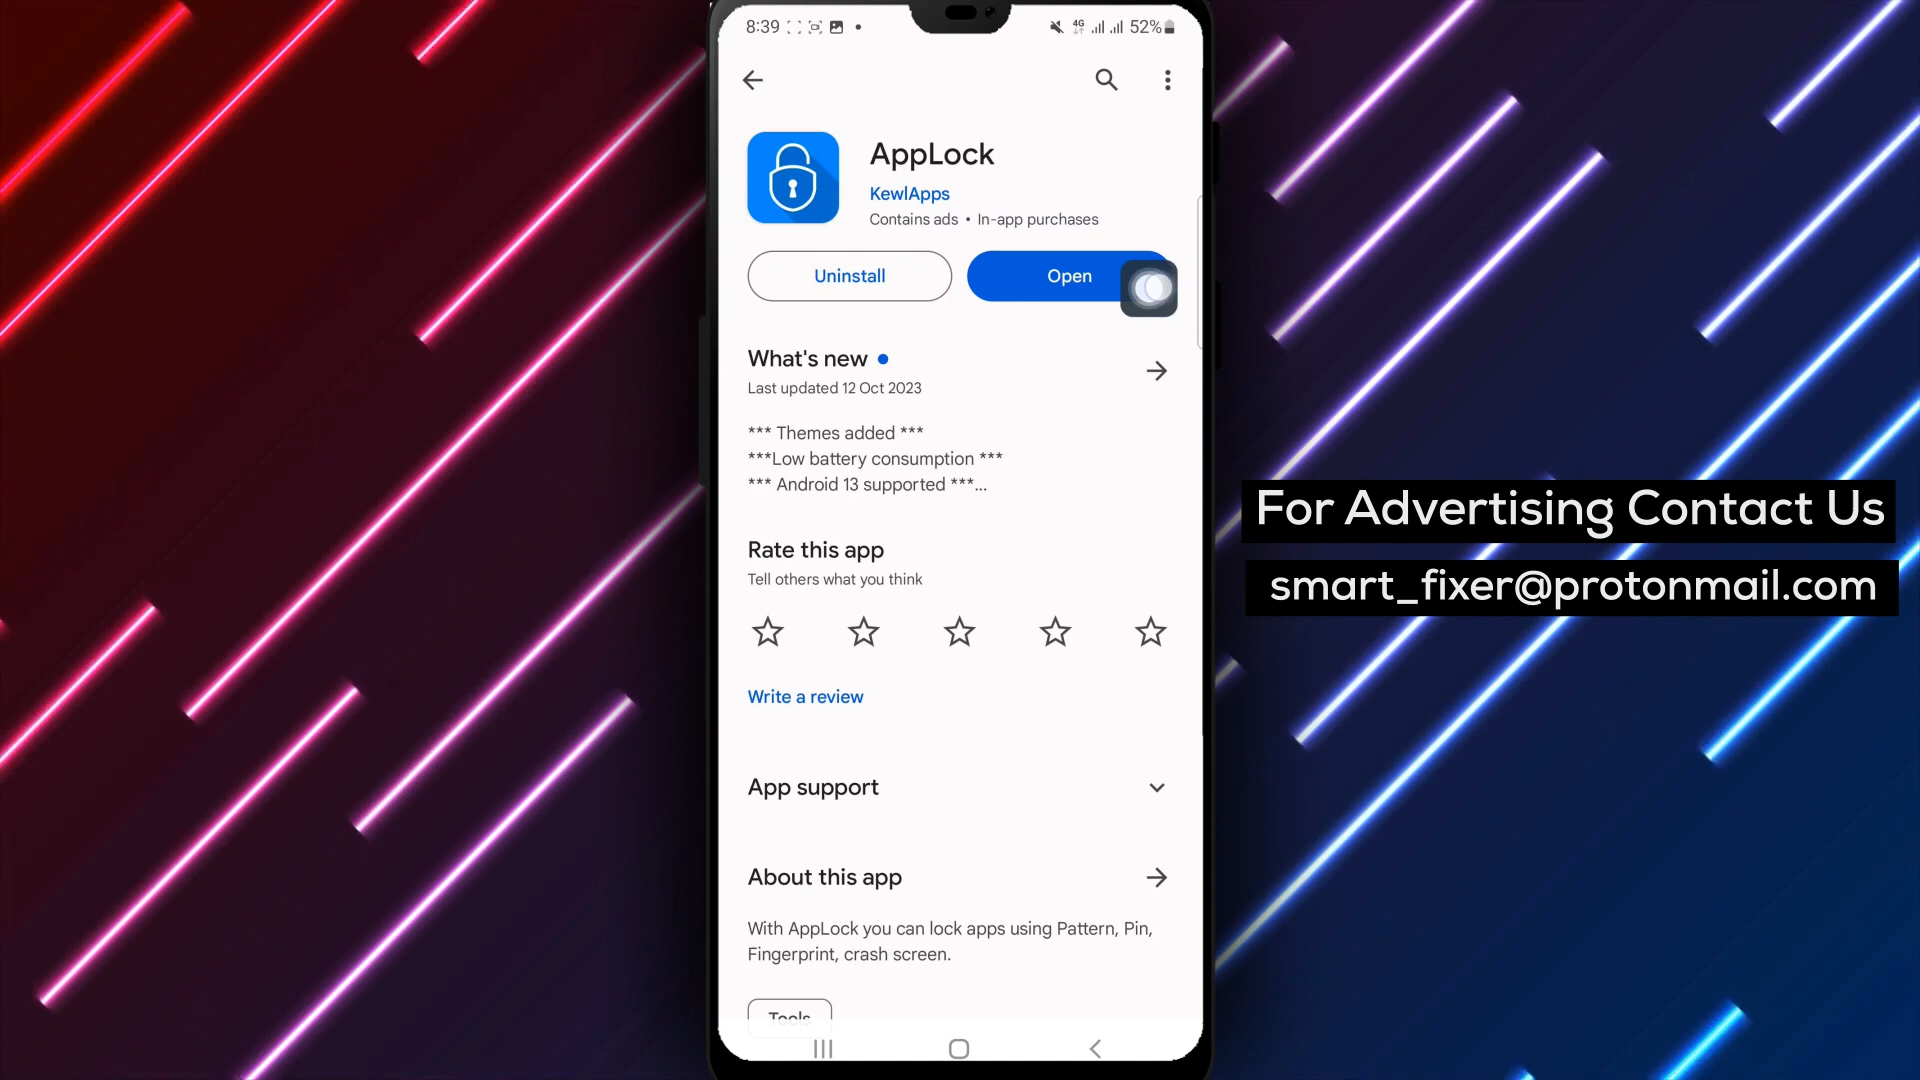 8:39
4G
52%
AppLock
KewlApps
Contains ads • In-app purchases
Uninstall
Open
What's new
Last updated 12 Oct 2023
*** Themes added ***
***Low battery consumption ***
*** Android 13 supported ***...
Rate this app
Tell others what you think
Write a review
App support
About this app
With AppLock you can lock apps using Pattern, Pin,
Fingerprint, crash screen.
Tools
For Advertising Contact Us
smart_fixer@protonmail.com